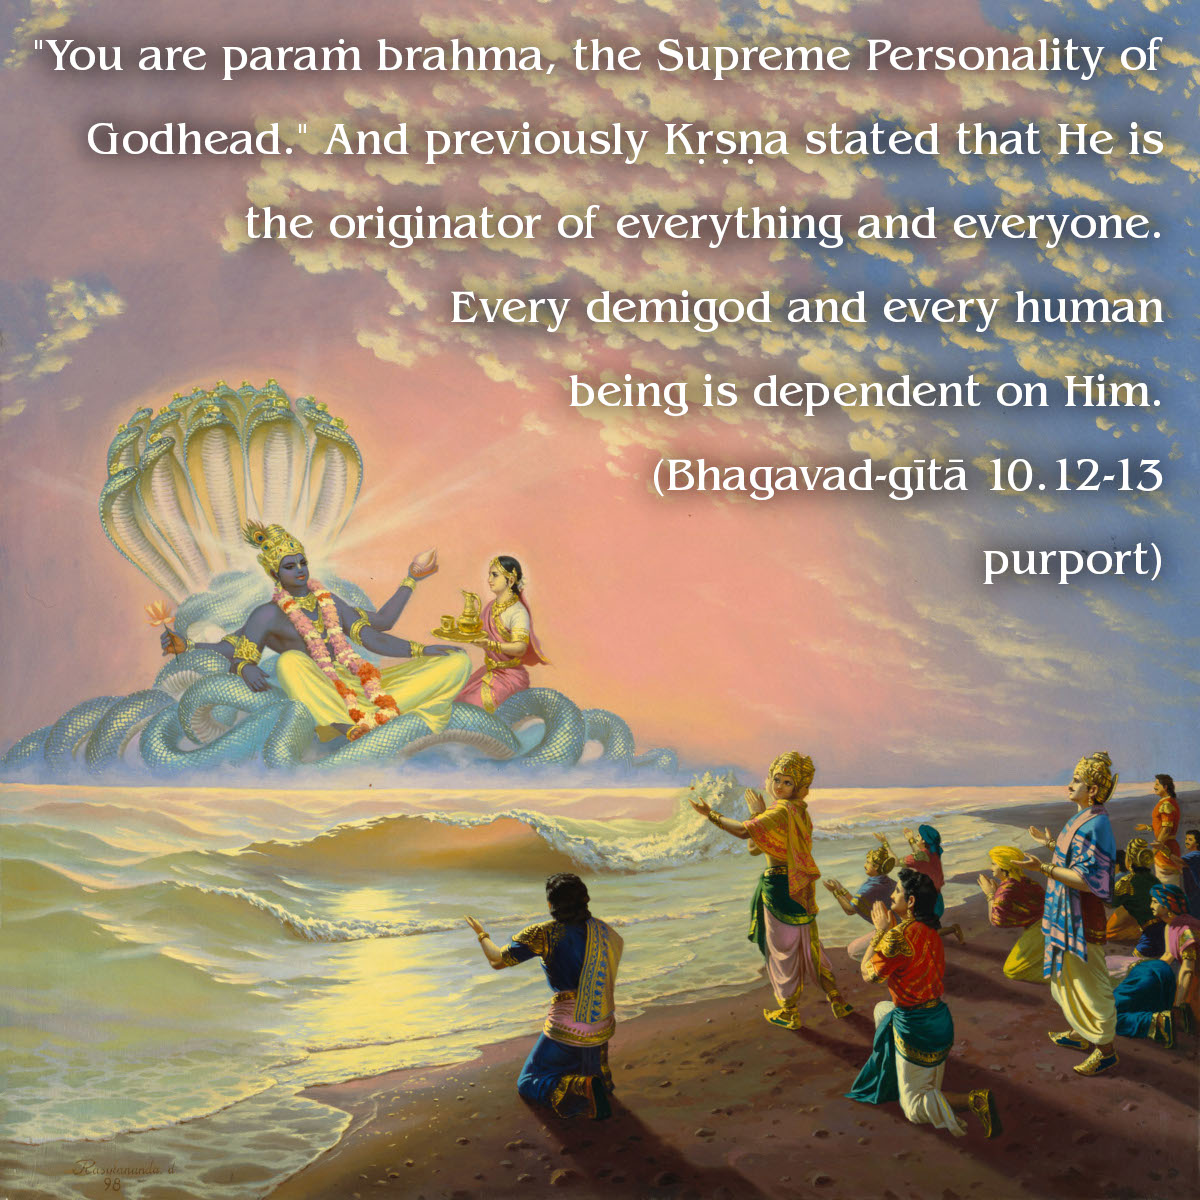 "You are paraṁ brahma, the Supreme Personality of
Godhead." And previously Kṛṣṇa stated that He is
the originator of everything and everyone.
Every demigod and every human
being is dependent on Him.
(Bhagavad-gītā 10.12-13
purport)
98